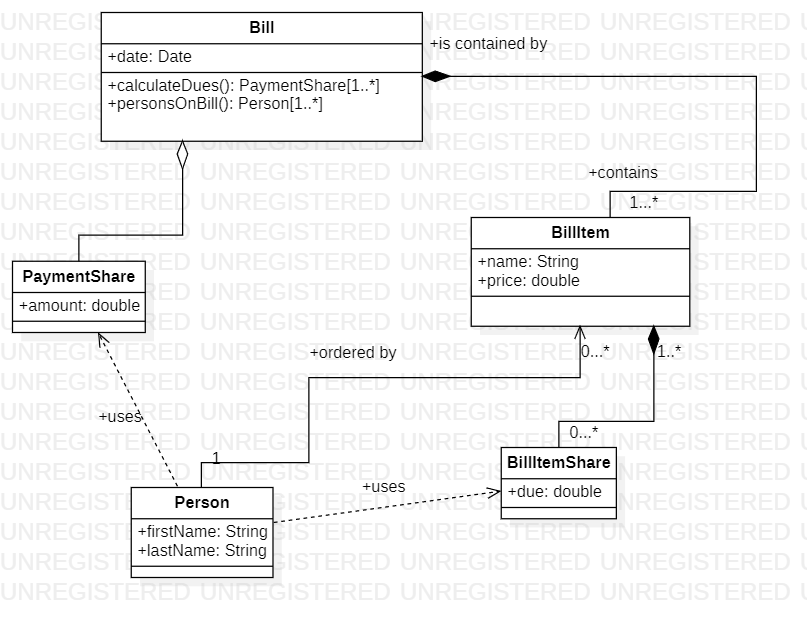 Bill
+is contained by
+date: Date
+calculateDues(): PaymentShare[1..*]
+personsOnBill(): Person[1..*]
+contains
1...*
BillItem
+name: String
+price: double
PaymentShare
+amount: double
+ordered by
0...*
1..*
+uses
0...*
1
BillItemShare
+due: double
+uses
Person
+firstName: String
+lastName: String
UNREGISTERED UNREGISTERED UNREGISTERED UNREGISTERED